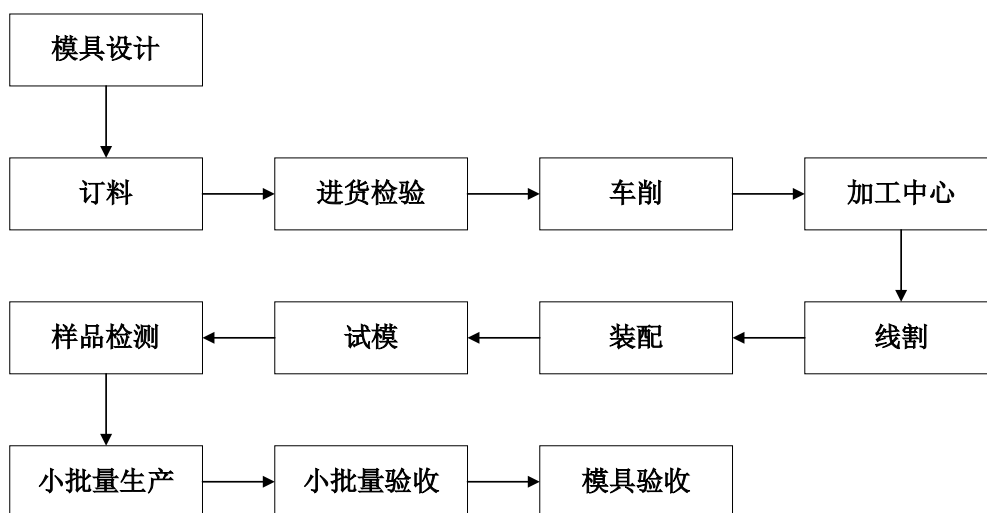 模具设计
订料
进货检验
车削
加工中心
线割
装配
试模
样品检测
小批量生产
小批量验收
模具验收